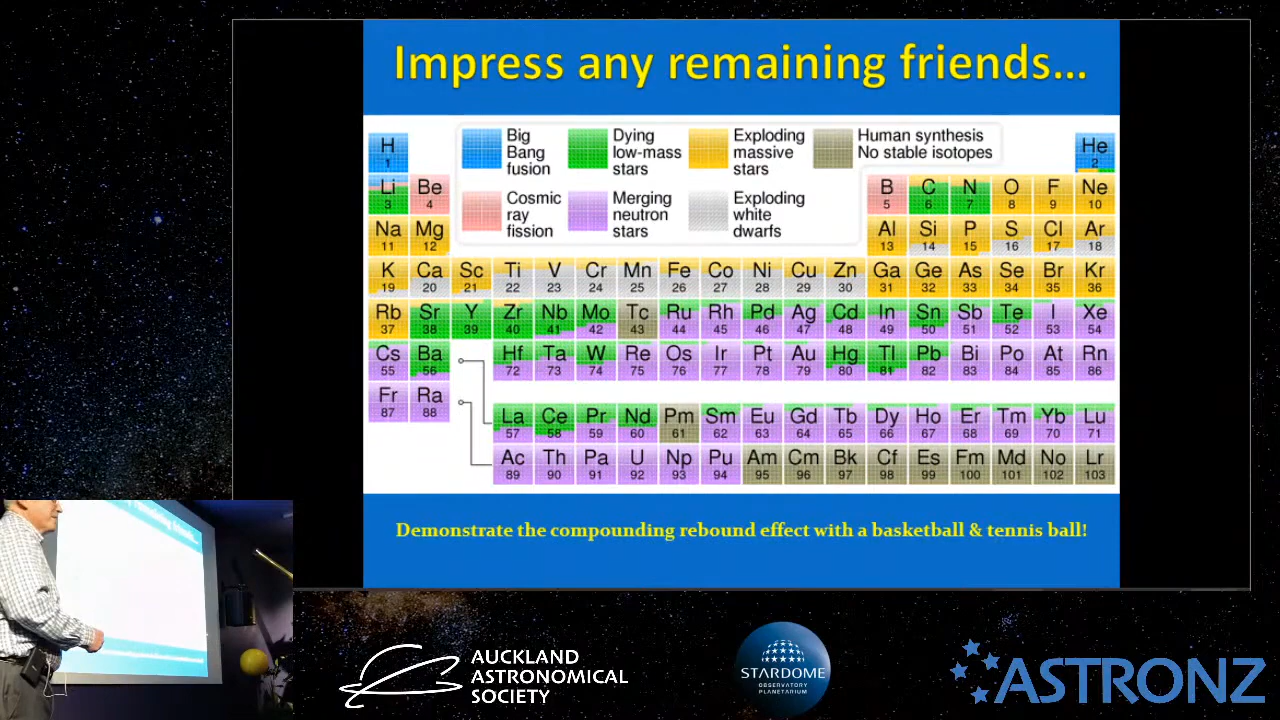 Impress any remaining friends...
Big Bang fusion
Dying low-mass stars
Exploding massive stars
Human synthesis No stable isotopes
Cosmic ray fission
Merging neutron stars
Exploding white dwarfs
H 1 He 2
Li 3 Be 4 B 5 C 6 N 7 O 8 F 9 Ne 10
Na 11 Mg 12 Al 13 Si 14 P 15 S 16 Cl 17 Ar 18
K 19 Ca 20 Sc 21 Ti 22 V 23 Cr 24 Mn 25 Fe 26 Co 27 Ni 28 Cu 29 Zn 30 Ga 31 Ge 32 As 33 Se 34 Br 35 Kr 36
Rb 37 Sr 38 Y 39 Zr 40 Nb 41 Mo 42 Tc 43 Ru 44 Rh 45 Pd 46 Ag 47 Cd 48 In 49 Sn 50 Sb 51 Te 52 I 53 Xe 54
Cs 55 Ba 56 Hf 72 Ta 73 W 74 Re 75 Os 76 Ir 77 Pt 78 Au 79 Hg 80 Tl 81 Pb 82 Bi 83 Po 84 At 85 Rn 86
Fr 87 Ra 88
La 57 Ce 58 Pr 59 Nd 60 Pm 61 Sm 62 Eu 63 Gd 64 Tb 65 Dy 66 Ho 67 Er 68 Tm 69 Yb 70 Lu 71
Ac 89 Th 90 Pa 91 U 92 Np 93 Pu 94 Am 95 Cm 96 Bk 97 Cf 98 Es 99 Fm 100 Md 101 No 102 Lr 103
Demonstrate the compounding rebound effect with a basketball & tennis ball!
AUCKLAND
ASTRONOMICAL
SOCIETY
STARDOME
OBSERVATORY
PLANETARIUM
ASTRONZ